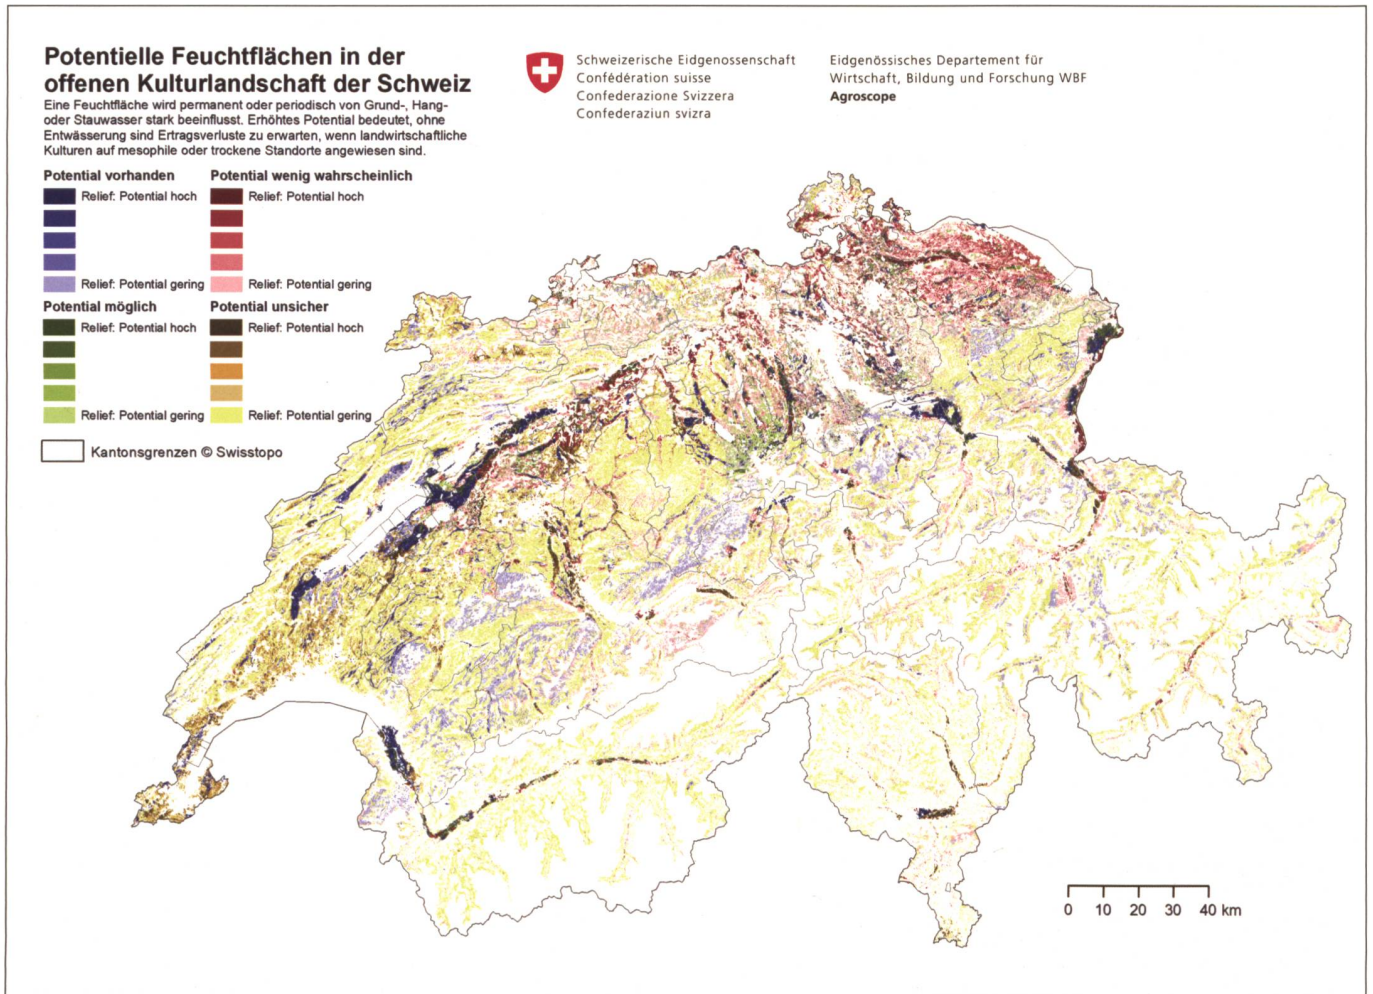 Potentielle Feuchtflächen in der
offenen Kulturlandschaft der Schweiz
Eine Feuchtfläche wird permanent oder periodisch von Grund-, Hang-
oder Stauwasser stark beeinflusst. Erhöhtes Potential bedeutet, ohne
Entwässerung sind Ertragsverluste zu erwarten, wenn landwirtschaftliche
Kulturen auf mesophile oder trockene Standorte angewiesen sind.
Potential vorhanden
Relief: Potential hoch
Relief: Potential gering
Potential wenig wahrscheinlich
Relief: Potential hoch
Relief: Potential gering
Potential möglich
Relief: Potential hoch
Relief: Potential gering
Potential unsicher
Relief: Potential hoch
Relief: Potential gering
Kantonsgrenzen © Swisstopo
Schweizerische Eidgenossenschaft
Confédération suisse
Confederazione Svizzera
Confederaziun svizra
Eidgenössisches Departement für
Wirtschaft, Bildung und Forschung WBF
Agroscope
0 10 20 30 40 km